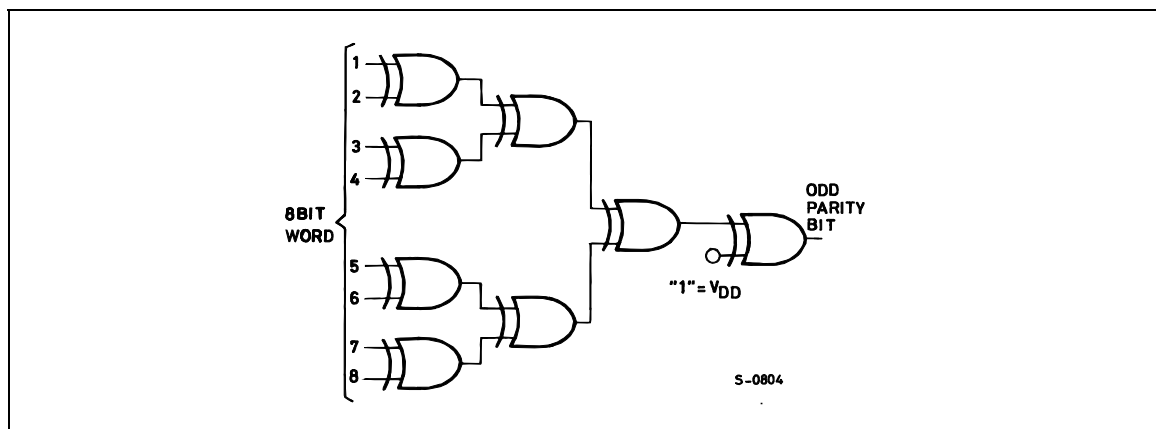 1
2
3
4
8BIT
WORD
5
6
7
8
ODD
PARITY
BIT
"1"=VDD
S-0804